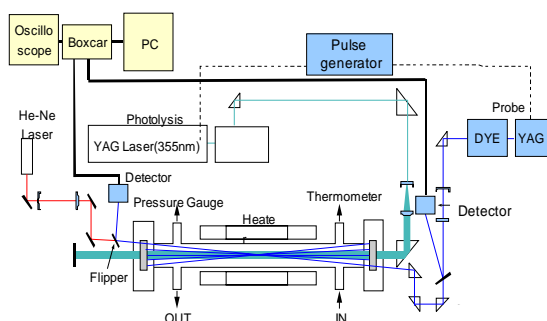 Oscillo
scope
Boxcar
PC
Pulse
generator
Probe
Photolysis
He-Ne
Laser
YAG Laser(355nm)
DYE
YAG
Detector
Pressure Gauge
Thermometer
Detector
Heate
r
Flipper
OUT
IN